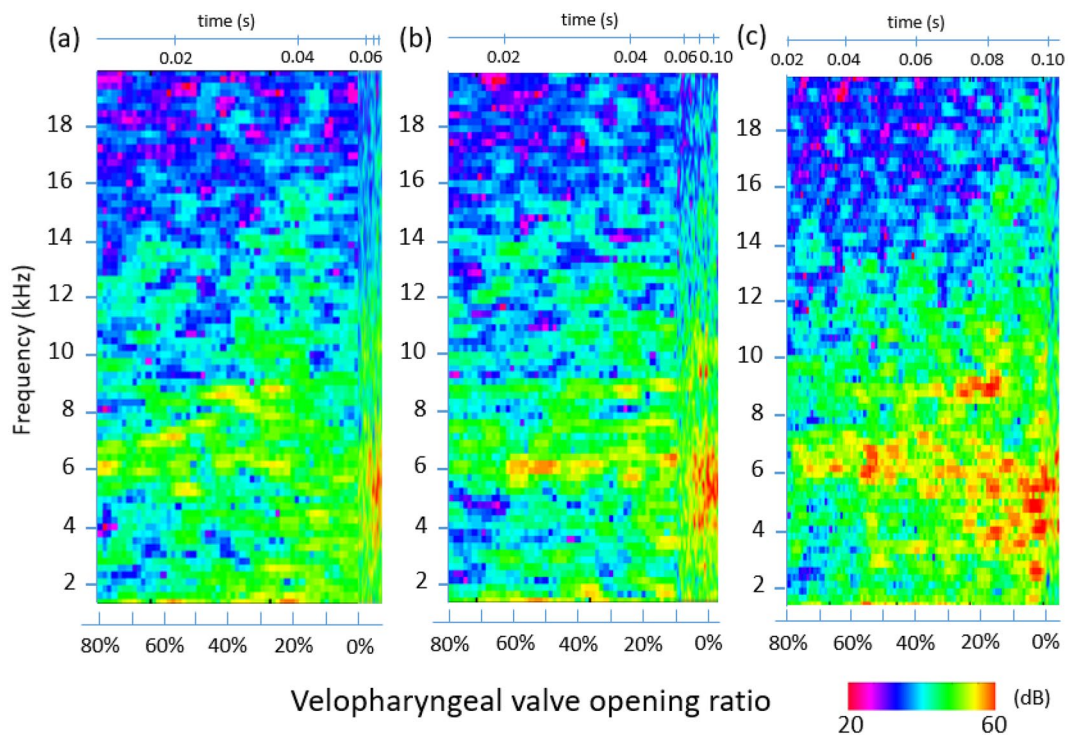 time (s)
time (s)
time (s)
(a)
(b)
(c)
0.02 0.04 0.06
0.02 0.04 0.06 0.10
0.02 0.04 0.06 0.08 0.10
18
16
14
12
10
8
6
4
2
18
16
14
12
10
8
6
4
2
18
16
14
12
10
8
6
4
2
Frequency (kHz)
80% 60% 40% 20% 0%
80% 60% 40% 20% 0%
80% 60% 40% 20% 0%
Velopharyngeal valve opening ratio
(dB)
20 60